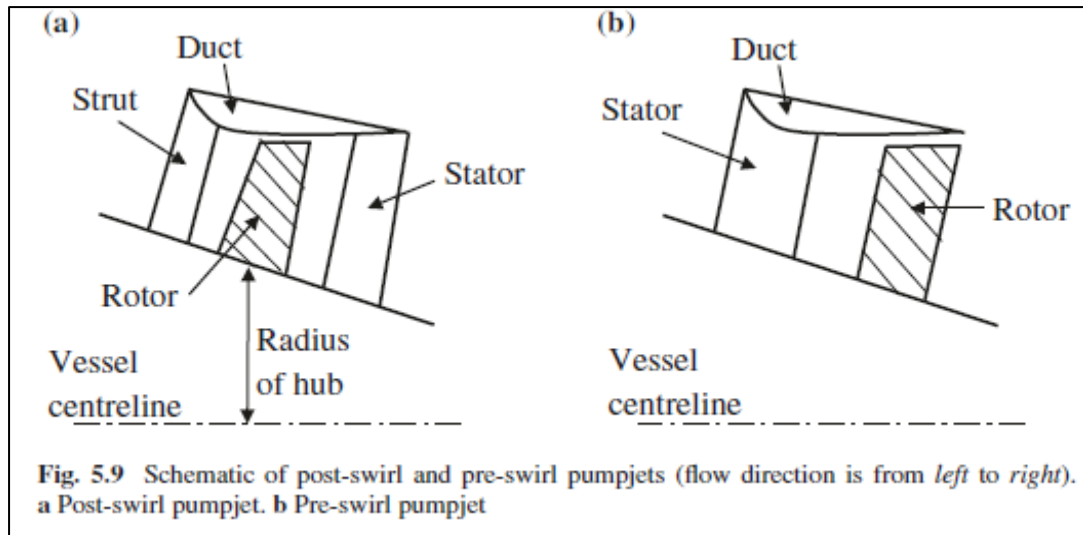 (a)
Duct
Strut
Stator
Rotor
Radius
of hub
Vessel
centreline
(b)
Duct
Stator
Rotor
Vessel
centreline
Fig. 5.9 Schematic of post-swirl and pre-swirl pumpjets (flow direction is from left to right).
a Post-swirl pumpjet. b Pre-swirl pumpjet